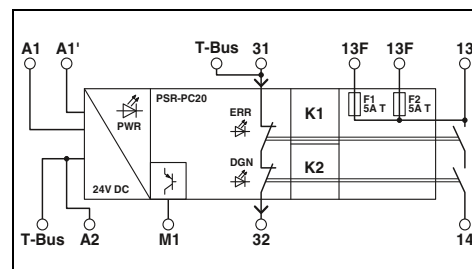 A1 A1' T-Bus 31 13F 13F 13
PSR-PC20
F1
5A T
F2
5A T
ERR
K1
PWR
DGN
K2
24V DC
T-Bus A2 M1 32 14